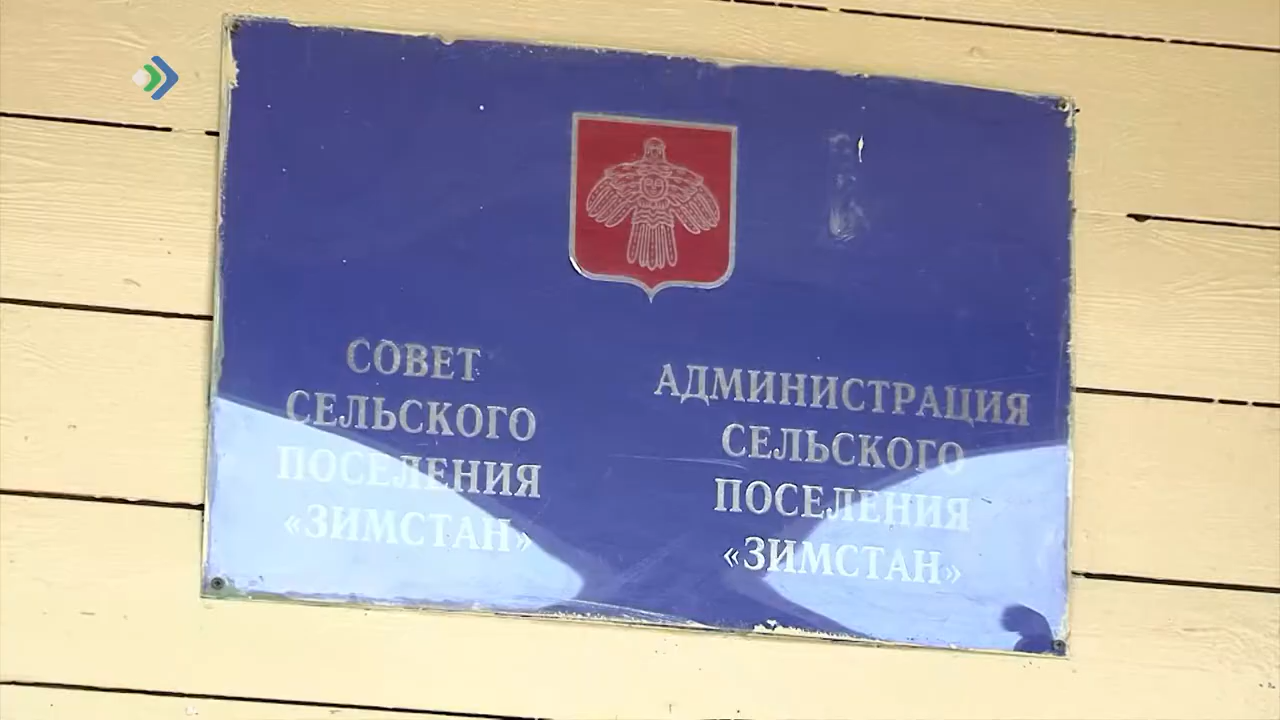 СОВЕТ
СЕЛЬСКОГО
ПОСЕЛЕНИЯ
«ЗИМСТАН»
АДМИНИСТРАЦИЯ
СЕЛЬСКОГО
ПОСЕЛЕНИЯ
«ЗИМСТАН»